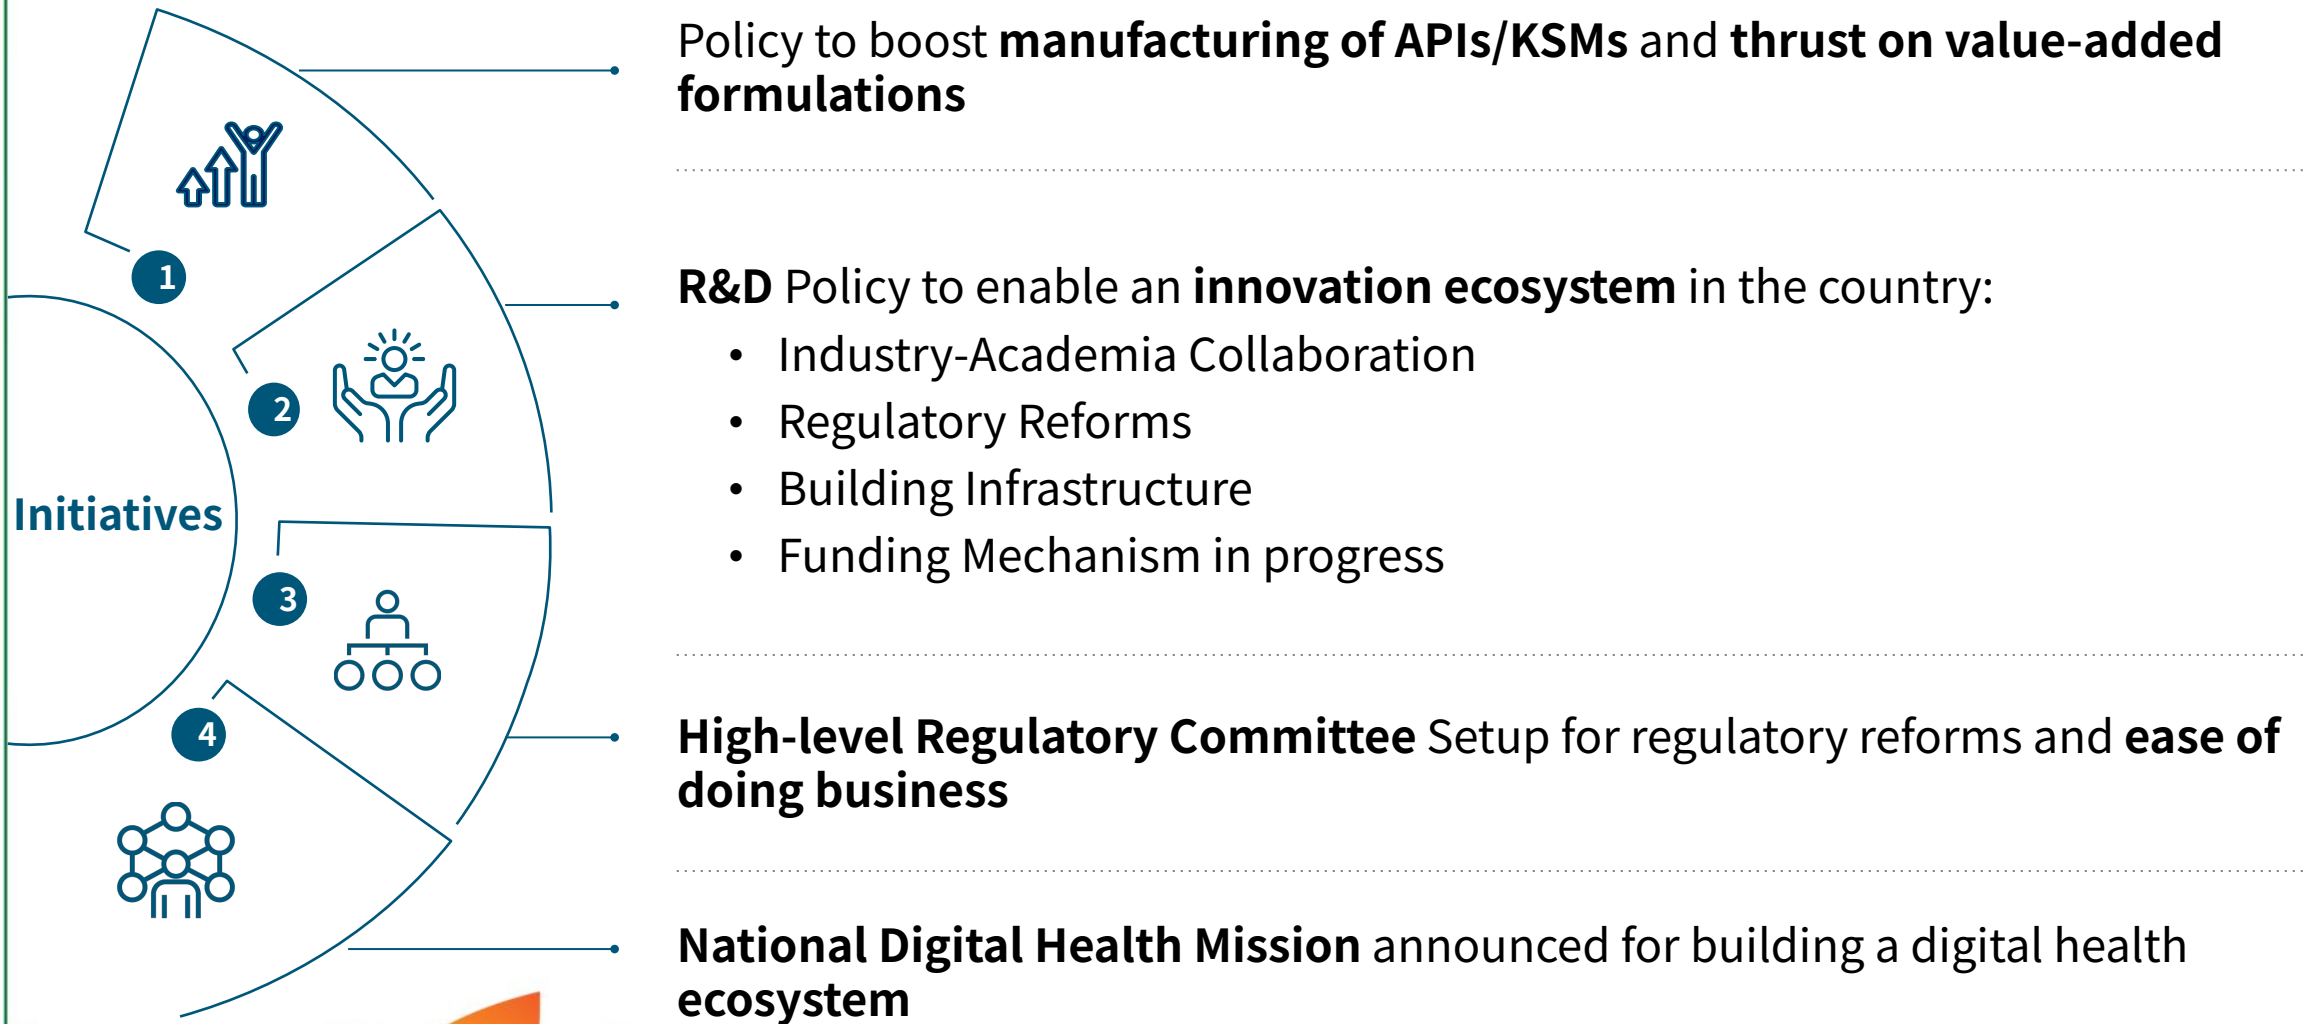 Policy to boost manufacturing of APIs/KSMs and thrust on value-added
formulations
1
R&D Policy to enable an innovation ecosystem in the country:
• Industry-Academia Collaboration
2
• Regulatory Reforms
• Building Infrastructure
Initiatives
• Funding Mechanism in progress
3
High-level Regulatory Committee Setup for regulatory reforms and ease of
doing business
4
National Digital Health Mission announced for building a digital health
ecosystem